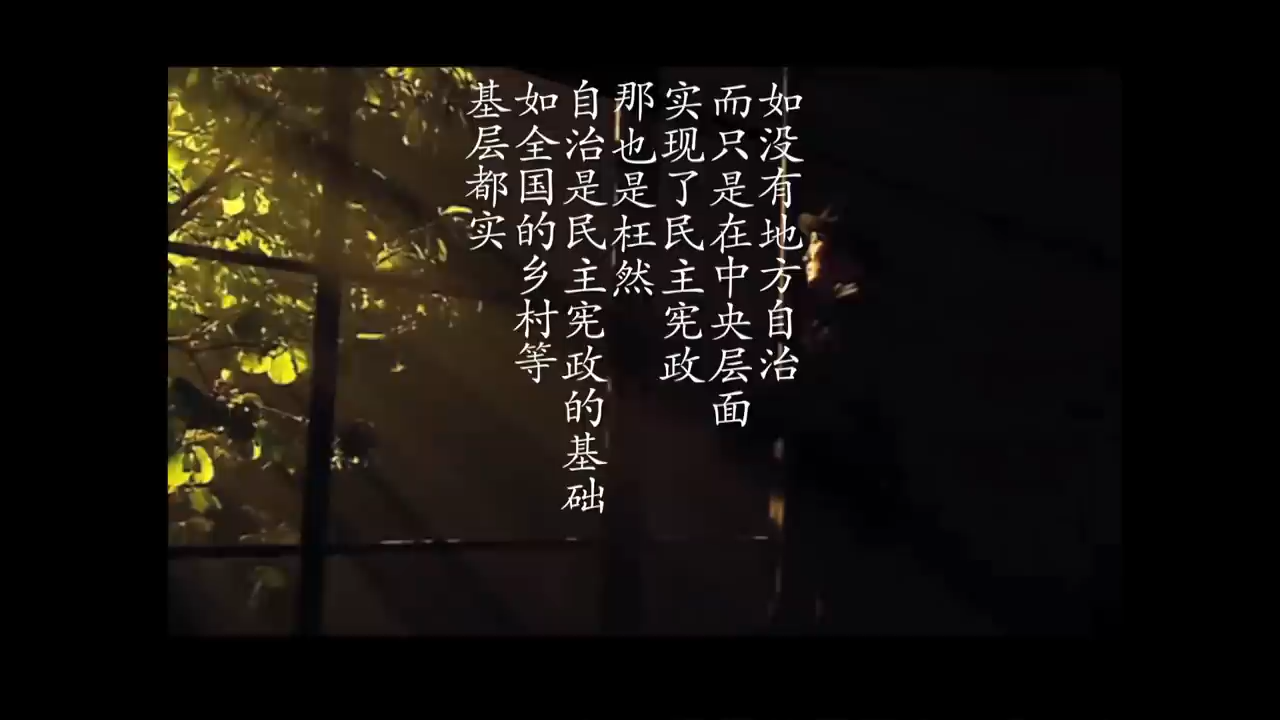 如没有地方自治
而只是在中央层面
实现了民主宪政
那也是枉然
自治是民主宪政的基础
如全国的乡村等
基层都实